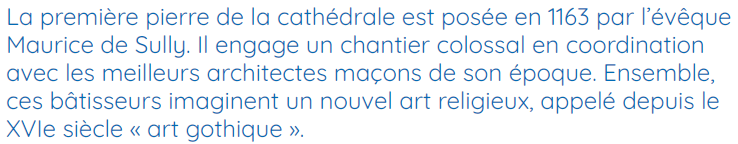 La première pierre de la cathédrale est posée en 1163 par l’évêque
Maurice de Sully. Il engage un chantier colossal en coordination
avec les meilleurs architectes maçons de son époque. Ensemble,
ces bâtisseurs imaginent un nouvel art religieux, appelé depuis le
XVIe siècle « art gothique ».